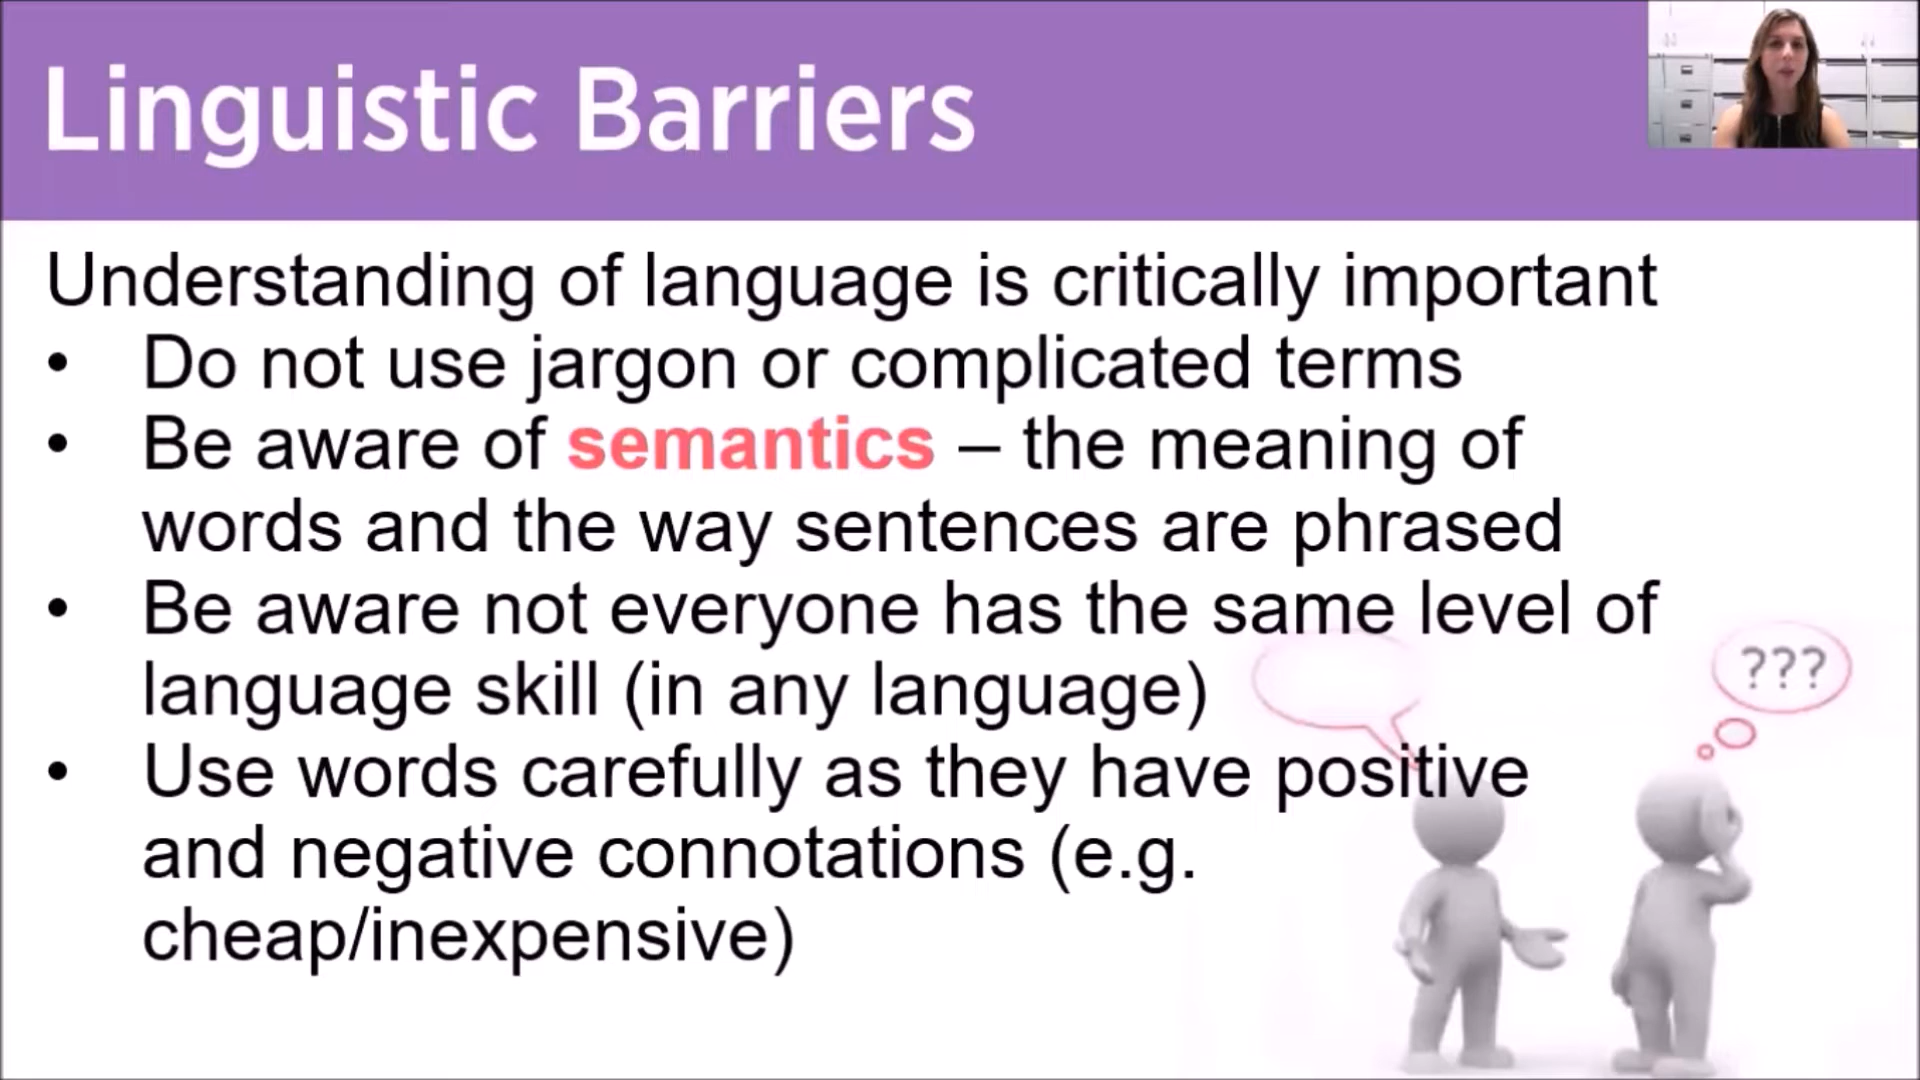 Linguistic Barriers
Understanding of language is critically important
• Do not use jargon or complicated terms
• Be aware of semantics – the meaning of
words and the way sentences are phrased
• Be aware not everyone has the same level of
language skill (in any language)
• Use words carefully as they have positive
and negative connotations (e.g.
cheap/inexpensive)
???